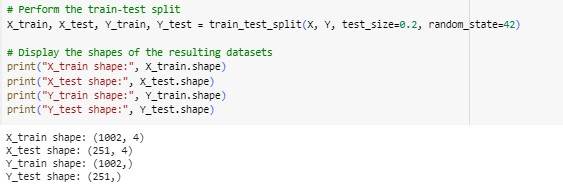 # Perform the train-test split
X_train, X_test, Y_train, Y_test = train_test_split(X, Y, test_size=0.2, random_state=42)
# Display the shapes of the resulting datasets
print("X_train shape:", X_train.shape)
print("X_test shape:", X_test.shape)
print("Y_train shape:", Y_train.shape)
print("Y_test shape:", Y_test.shape)
X_train shape: (1002, 4)
X_test shape: (251, 4)
Y_train shape: (1002,)
Y_test shape: (251,)